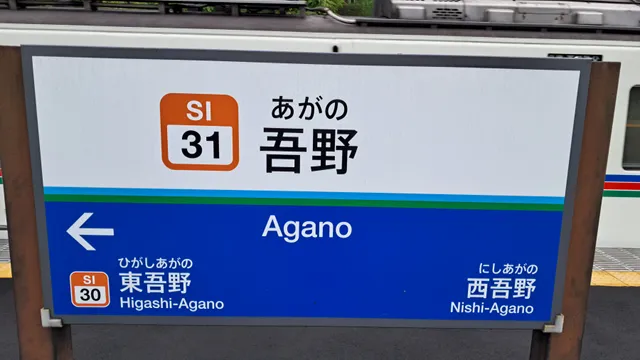 SI
31
あがの
吾野
Agano
ひがしあがの
SI
30
東吾野
Higashi-Agano
にしあがの
西吾野
Nishi-Agano